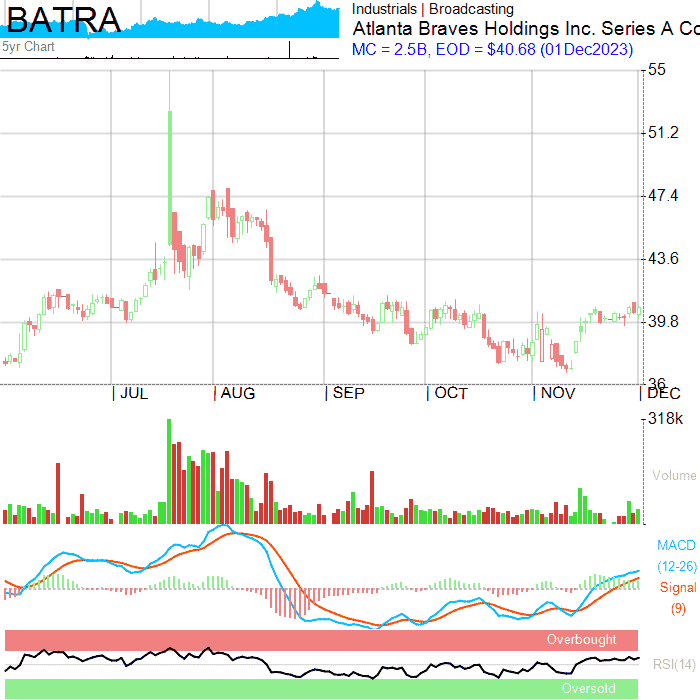 BATRA
5yr Chart
Industrials | Broadcasting
Atlanta Braves Holdings Inc. Series A Co
MC = 2.5B, EOD = $40.68 (01Dec2023)
55
51.2
47.4
43.6
39.8
36
JUL AUG SEP OCT NOV DEC
318k
Volume
MACD
(12-26)
Signal
(9)
Overbought
RSI(14)
Oversold